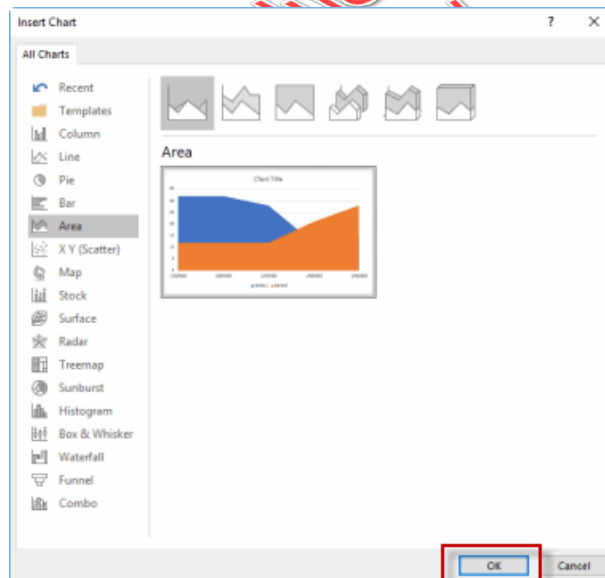 Insert Chart
?
All Charts
Recent
Templates
Column
Line
Pie
Bar
Area
X Y (Scatter)
Map
Stock
Surface
Radar
Treemap
Sunburst
Histogram
Box & Whisker
Waterfall
Funnel
Combo
Area
Chart Title
OK
Cancel